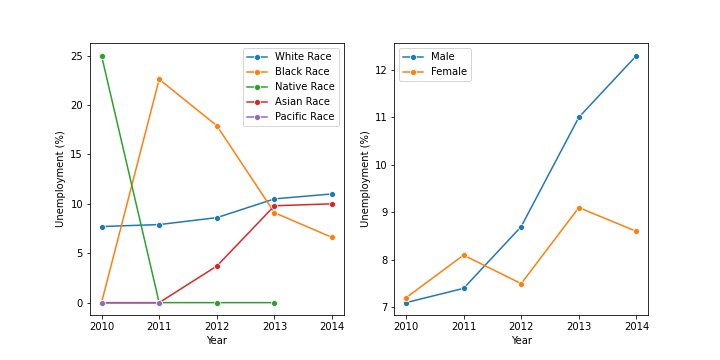 White Race
Black Race
Native Race
Asian Race
Pacific Race
25
20
15
10
5
0
Unemployment (%)
2010 2011 2012 2013 2014
Year
Male
Female
12
11
10
9
8
7
Unemployment (%)
2010 2011 2012 2013 2014
Year